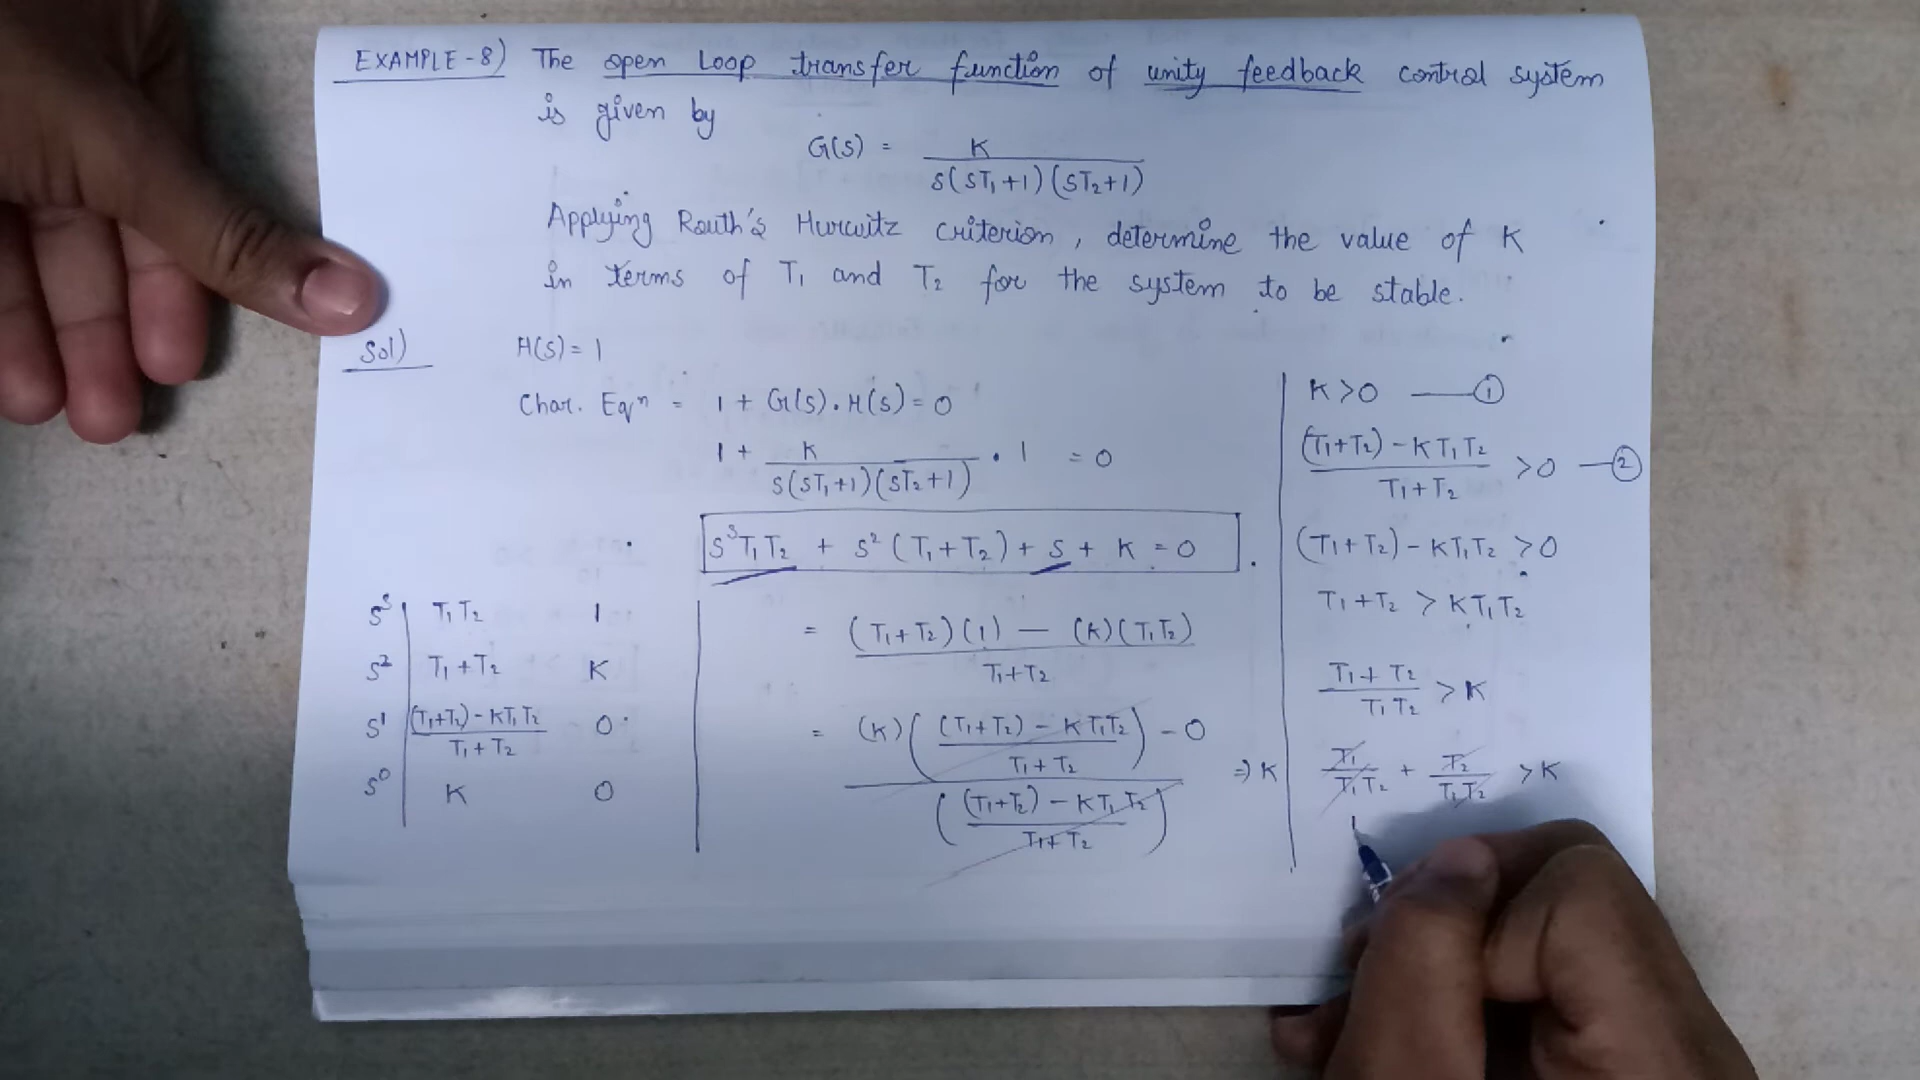 EXAMPLE-8) The open Loop transfer function of unity feedback control system
is given by
G(s) = K / s(sT₁+1)(sT₂+1)
Applying Routh's Hurwitz criterion, determine the value of K
in terms of T₁ and T₂ for the system to be stable.
Sol)
H(s) = 1
Char. Eqⁿ = 1 + G(s).H(s) = 0
1 + K / s(sT₁+1)(sT₂+1) . 1 = 0
s³T₁T₂ + s²(T₁+T₂) + s + K = 0
s³ | T₁T₂ 1
s² | T₁+T₂ K
s¹ | (T₁+T₂)-KT₁T₂ / T₁+T₂ 0
s⁰ | K 0
= (T₁+T₂)(1) - (K)(T₁T₂) / T₁+T₂
= (K)((T₁+T₂) - KT₁T₂ / T₁+T₂) - 0 / ((T₁+T₂) - KT₁T₂ / T₁+T₂) ⇒ K
K>0 —①
(T₁+T₂) - KT₁T₂ / T₁+T₂ >0 —②
(T₁+T₂) - KT₁T₂ >0
T₁+T₂ > KT₁T₂
T₁+T₂ / T₁T₂ > K
T₁ / T₁T₂ + T₂ / T₁T₂ > K
1